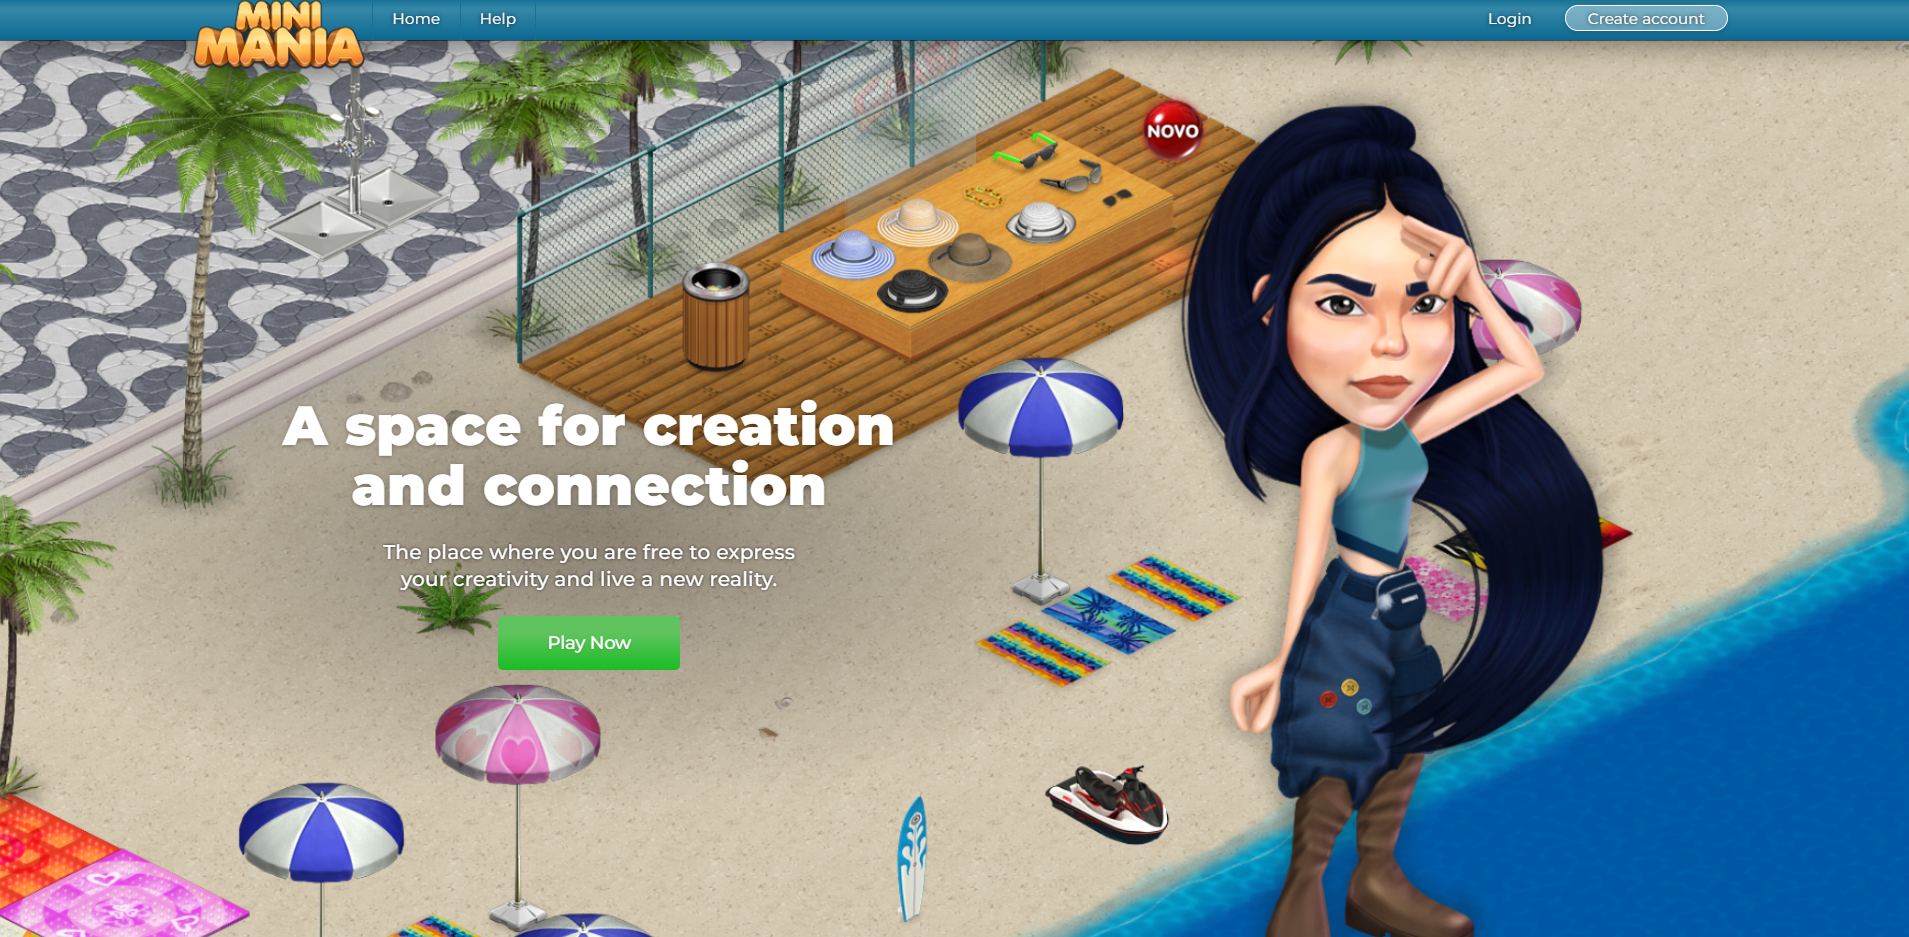 MINI
MANIA
Home
Help
Login
Create account
NOVO
A space for creation
and connection
The place where you are free to express
your creativity and live a new reality.
Play Now